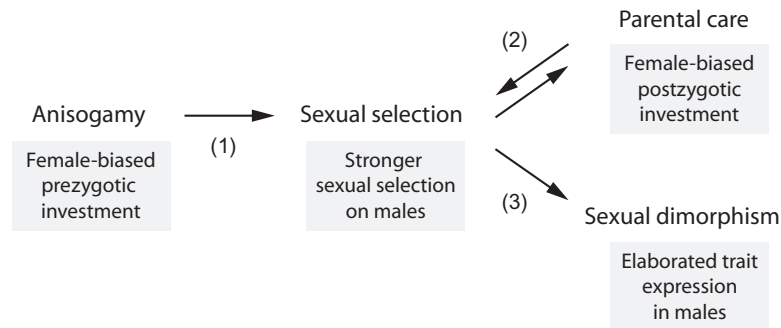 Anisogamy
Female-biased
prezygotic
investment
(1)
Sexual selection
Stronger
sexual selection
on males
(2)
Parental care
Female-biased
postzygotic
investment
(3)
Sexual dimorphism
Elaborated trait
expression
in males